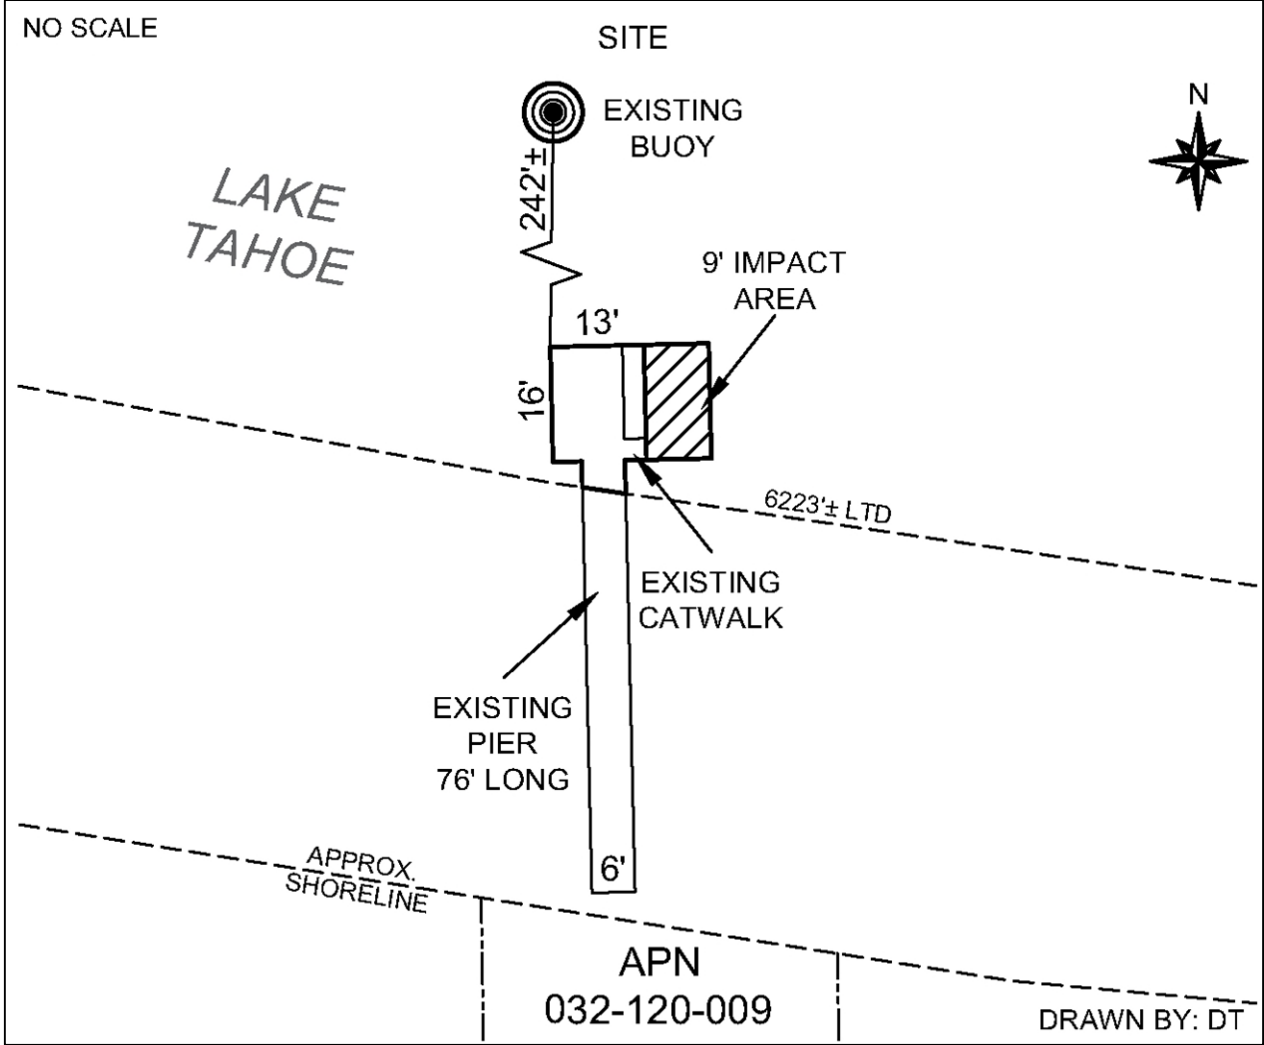 NO SCALE
SITE
EXISTING
BUOY
N
242'±
LAKE
TAHOE
9' IMPACT
AREA
13'
16'
6223'± LTD
EXISTING
CATWALK
EXISTING
PIER
76' LONG
6'
APPROX.
SHORELINE
APN
032-120-009
DRAWN BY: DT